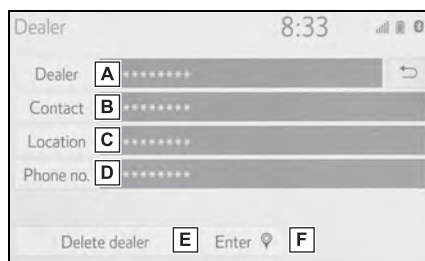 Dealer 8:33
Dealer A ********
Contact B ********
Location C ********
Phone no. D ********
Delete dealer E Enter F